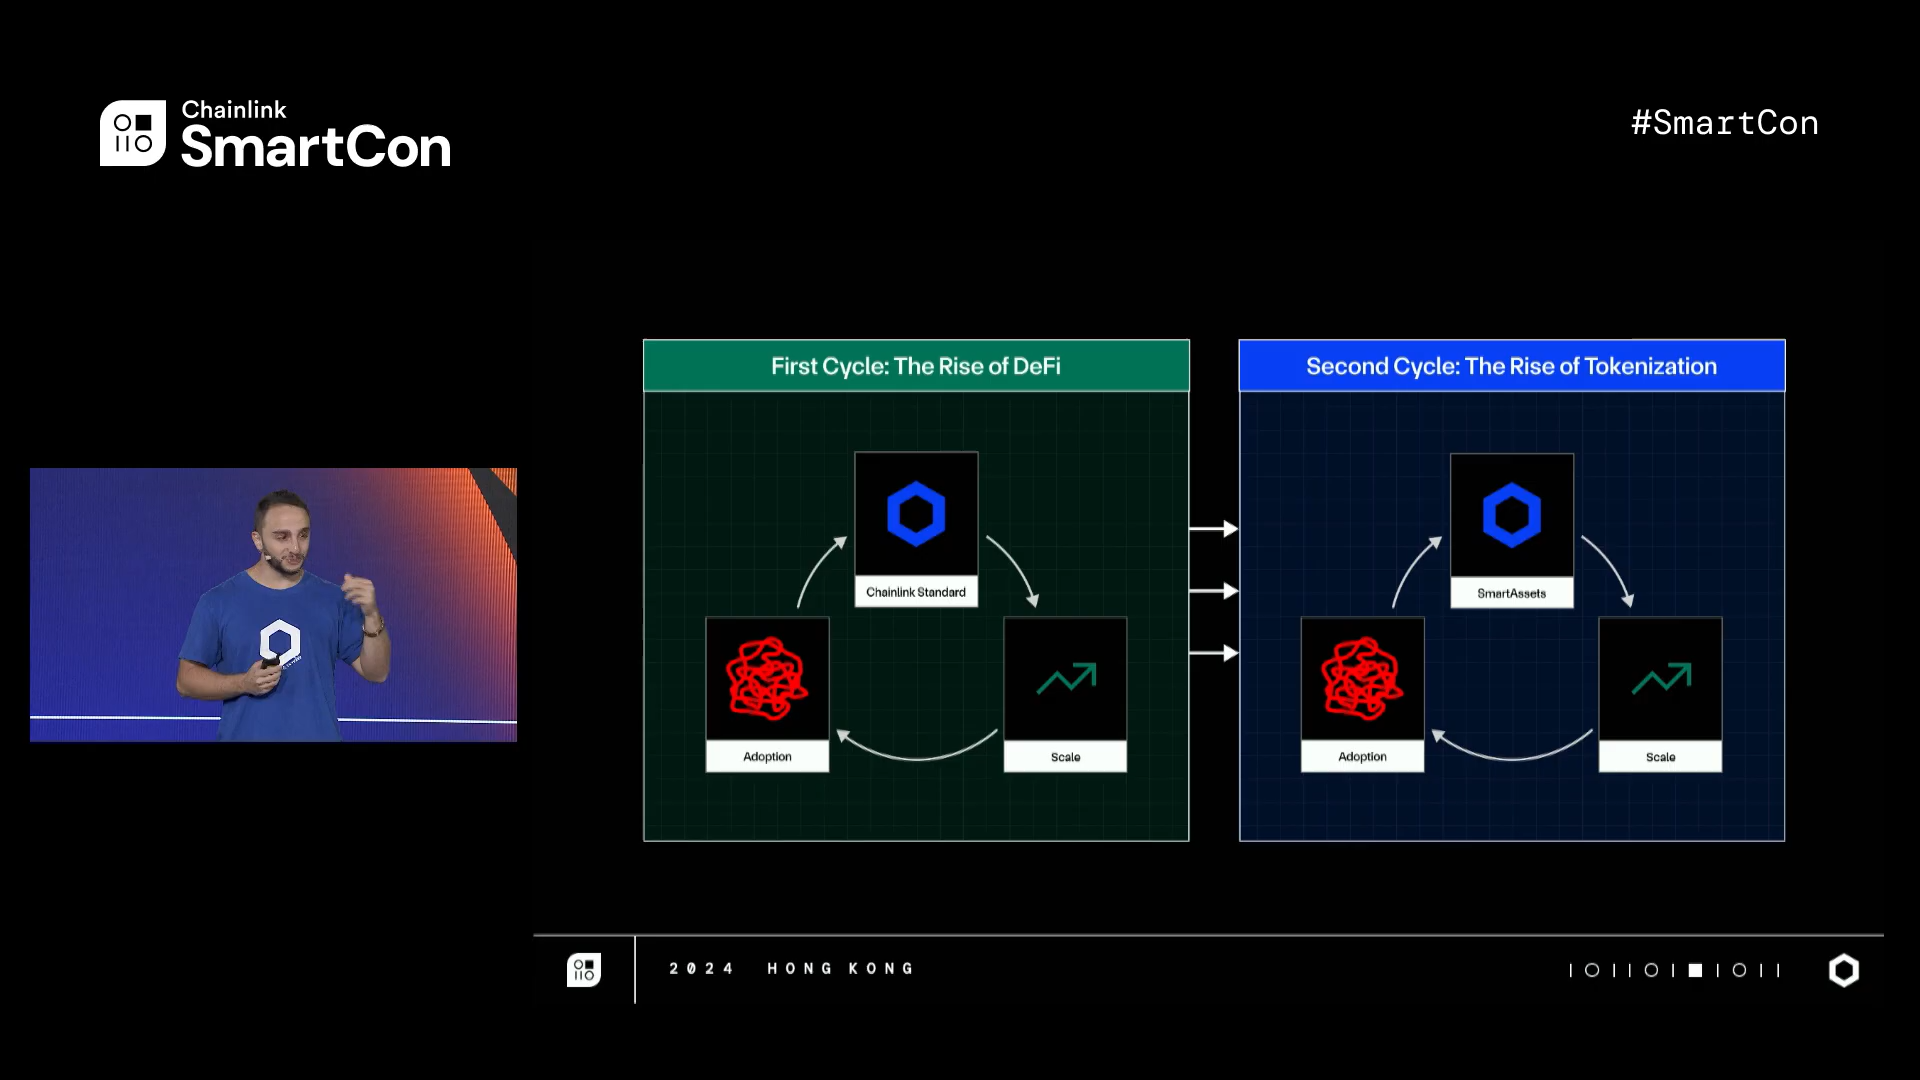 Chainlink
SmartCon
#SmartCon
First Cycle: The Rise of DeFi
Chainlink Standard
Adoption
Scale
Second Cycle: The Rise of Tokenization
SmartAssets
Adoption
Scale
2024 HONG KONG